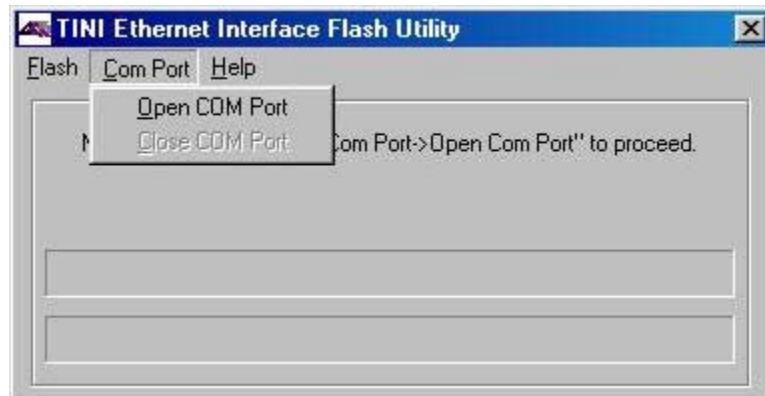 TINI Ethernet Interface Flash Utility
Flash Com Port Help
Open COM Port
Close COM Port
Com Port->Open Com Port" to proceed.